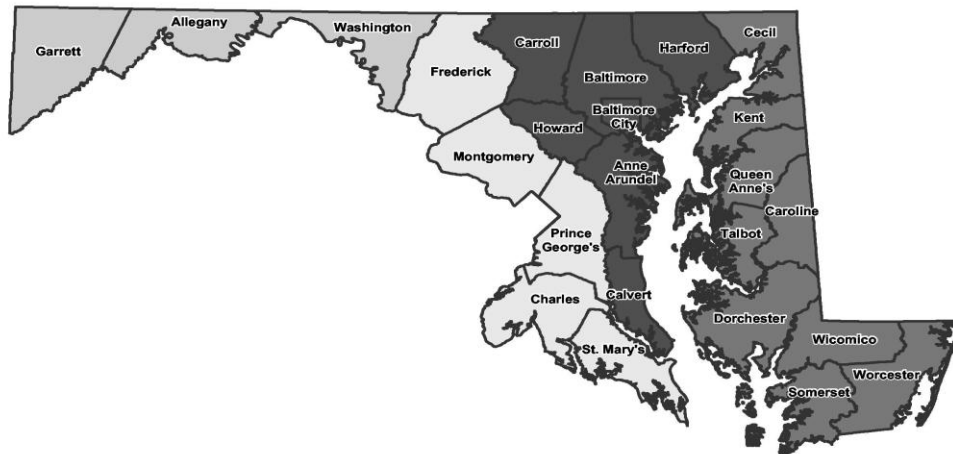 Allegany
Washington
Cecil
Garrett
Carroll
Harford
Frederick
Baltimore
Baltimore
City
Kent
Howard
Montgomery
Anne
Arundel
Queen
Anne's
Caroline
Talbot
Prince
George's
Calvert
Charles
Dorchester
Wicomico
St. Mary's
Worcester
Somerset